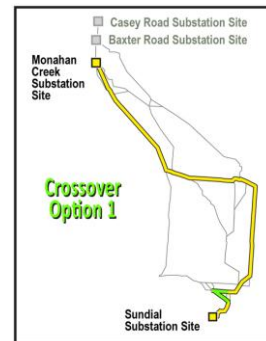 Casey Road Substation Site
Baxter Road Substation Site
Monahan
Creek
Substation
Site
Crossover
Option 1
Sundial
Substation Site